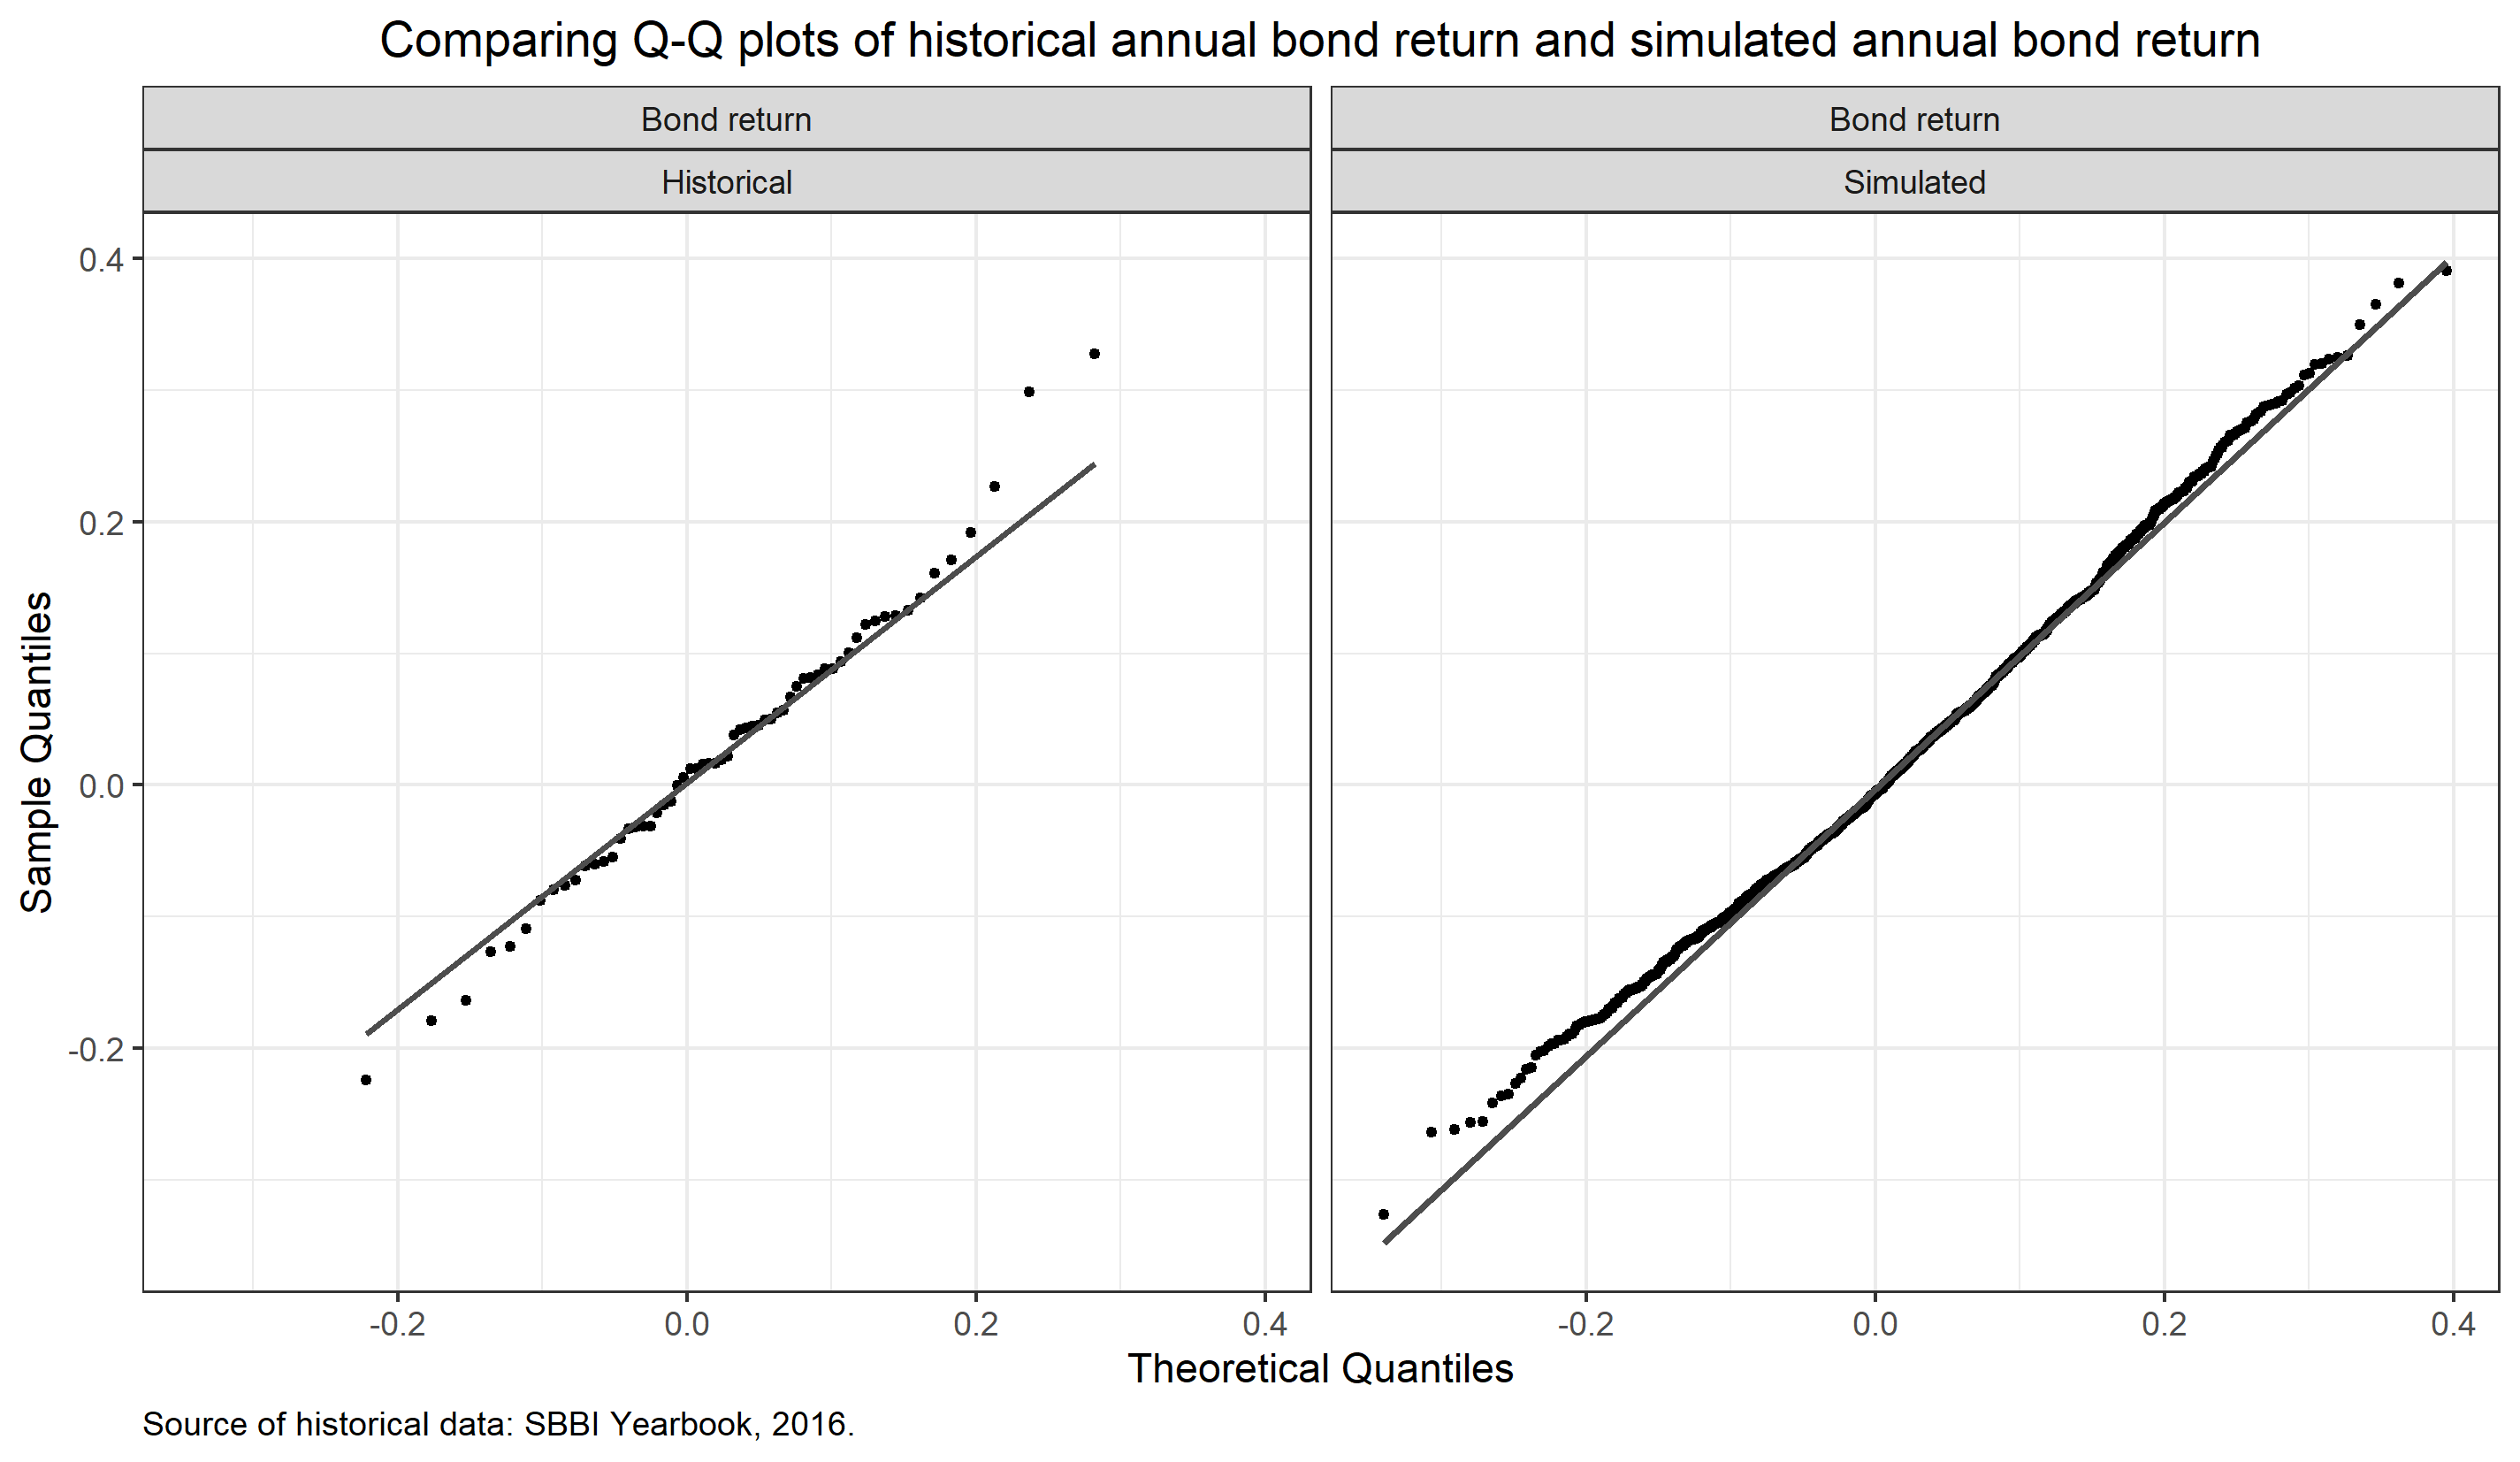 Comparing Q-Q plots of historical annual bond return and simulated annual bond return
Bond return
Bond return
Historical
Simulated
0.4
0.2
0.0
-0.2
Sample Quantiles
-0.2
0.0
0.2
0.4
-0.2
0.0
0.2
0.4
Theoretical Quantiles
Source of historical data: SBBI Yearbook, 2016.